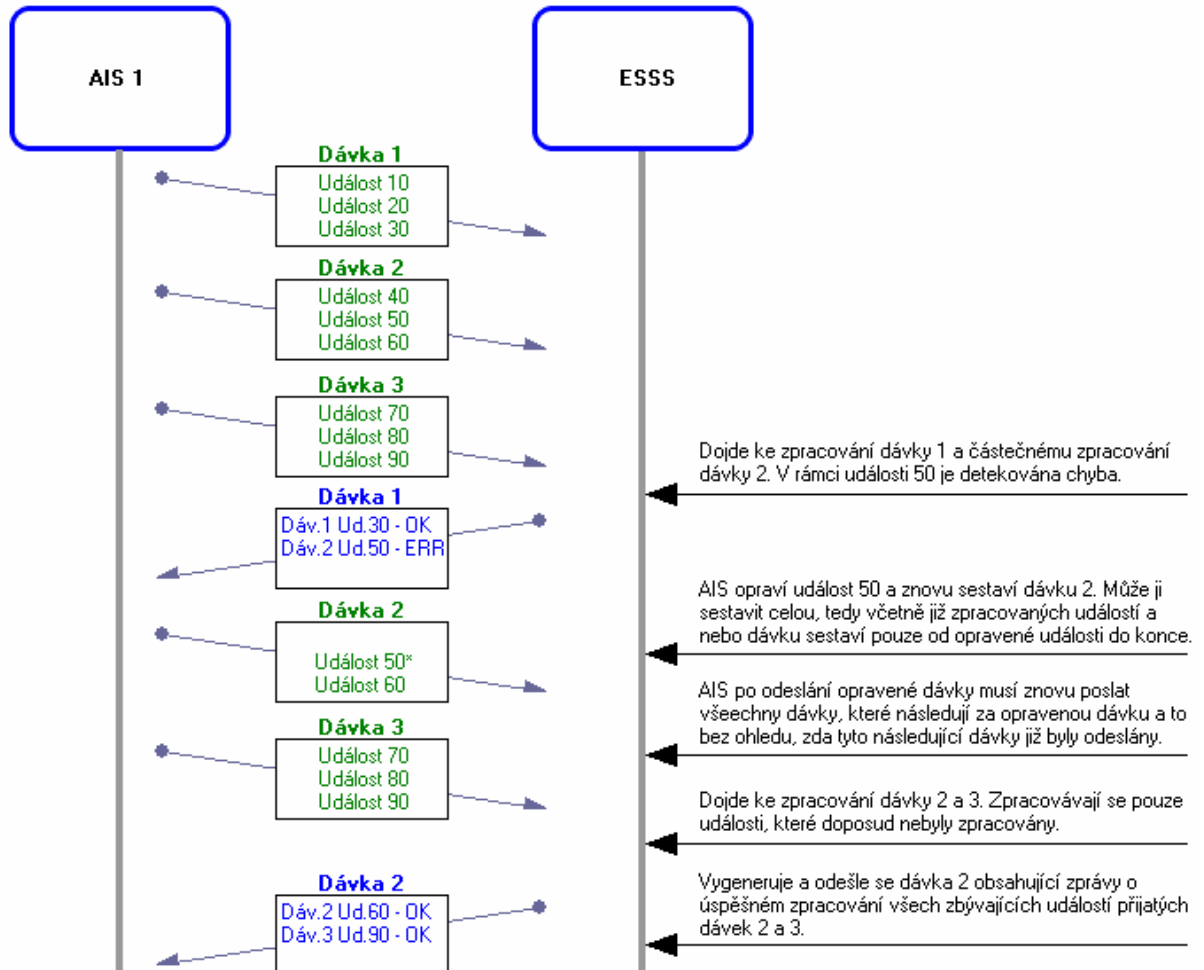 AIS 1
ESSS
Dávka 1
Událost 10
Událost 20
Událost 30
Dávka 2
Událost 40
Událost 50
Událost 60
Dávka 3
Událost 70
Událost 80
Událost 90
Dojde ke zpracování dávky 1 a částečnému zpracování
dávky 2. V rámci události 50 je detekována chyba.
Dávka 1
Dáv.1 Ud.30 - OK
Dáv.2 Ud.50 - ERR
AIS opraví událost 50 a znovu sestaví dávku 2. Může ji
sestavit celou, tedy včetně již zpracovaných událostí a
nebo dávku sestaví pouze od opravené události do konce.
Dávka 2
Událost 50*
Událost 60
AIS po odeslání opravené dávky musí znovu poslat
všeechny dávky, které následují za opravenou dávku a to
bez ohledu, zda tyto následující dávky již byly odeslány.
Dávka 3
Událost 70
Událost 80
Událost 90
Dojde ke zpracování dávky 2 a 3. Zpracovávají se pouze
události, které doposud nebyly zpracovány.
Dávka 2
Dáv.2 Ud.60 - OK
Dáv.3 Ud.90 - OK
Vygeneruje a odešle se dávka 2 obsahující zprávy o
úspěšném zpracování všech zbývajících událostí přijatých
dávek 2 a 3.